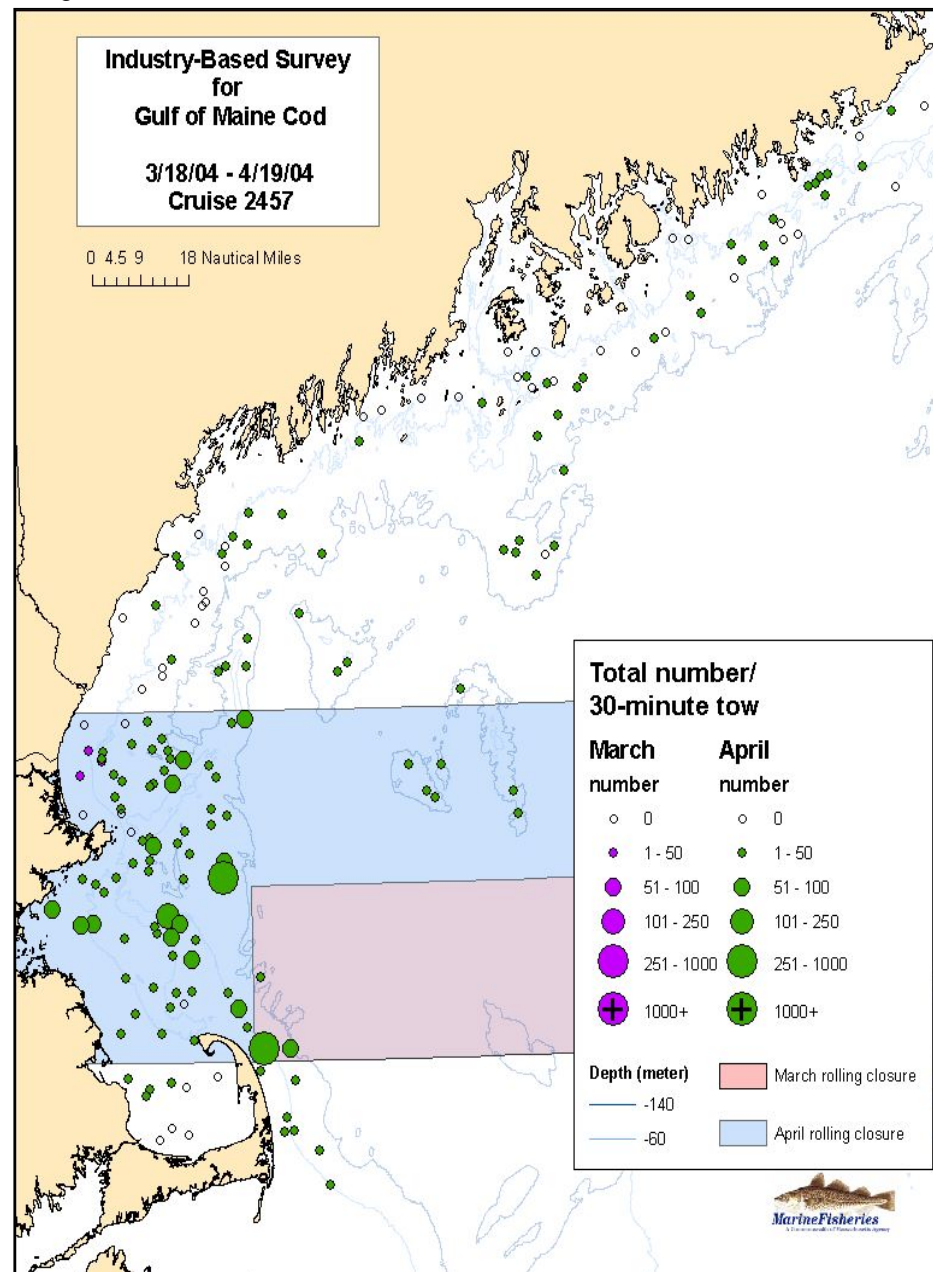 Industry-Based Survey
for
Gulf of Maine Cod
3/18/04 - 4/19/04
Cruise 2457
0 4.5 9 18 Nautical Miles
Total number/
30-minute tow
March April
number number
0 0
1 - 50 1 - 50
51 - 100 51 - 100
101 - 250 101 - 250
251 - 1000 251 - 1000
1000+ 1000+
Depth (meter)
-140
-60
March rolling closure
April rolling closure
MarineFisheries